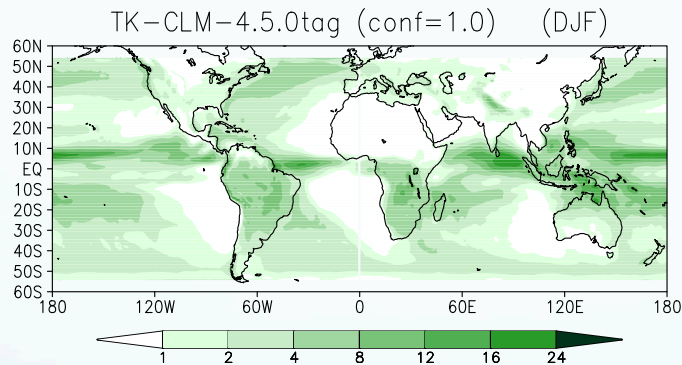 TK-CLM-4.5.0tag (conf=1.0) (DJF)
60N
50N
40N
30N
20N
10N
EQ
10S
20S
30S
40S
50S
60S
180 120W 60W 0 60E 120E 180
1 2 4 8 12 16 24